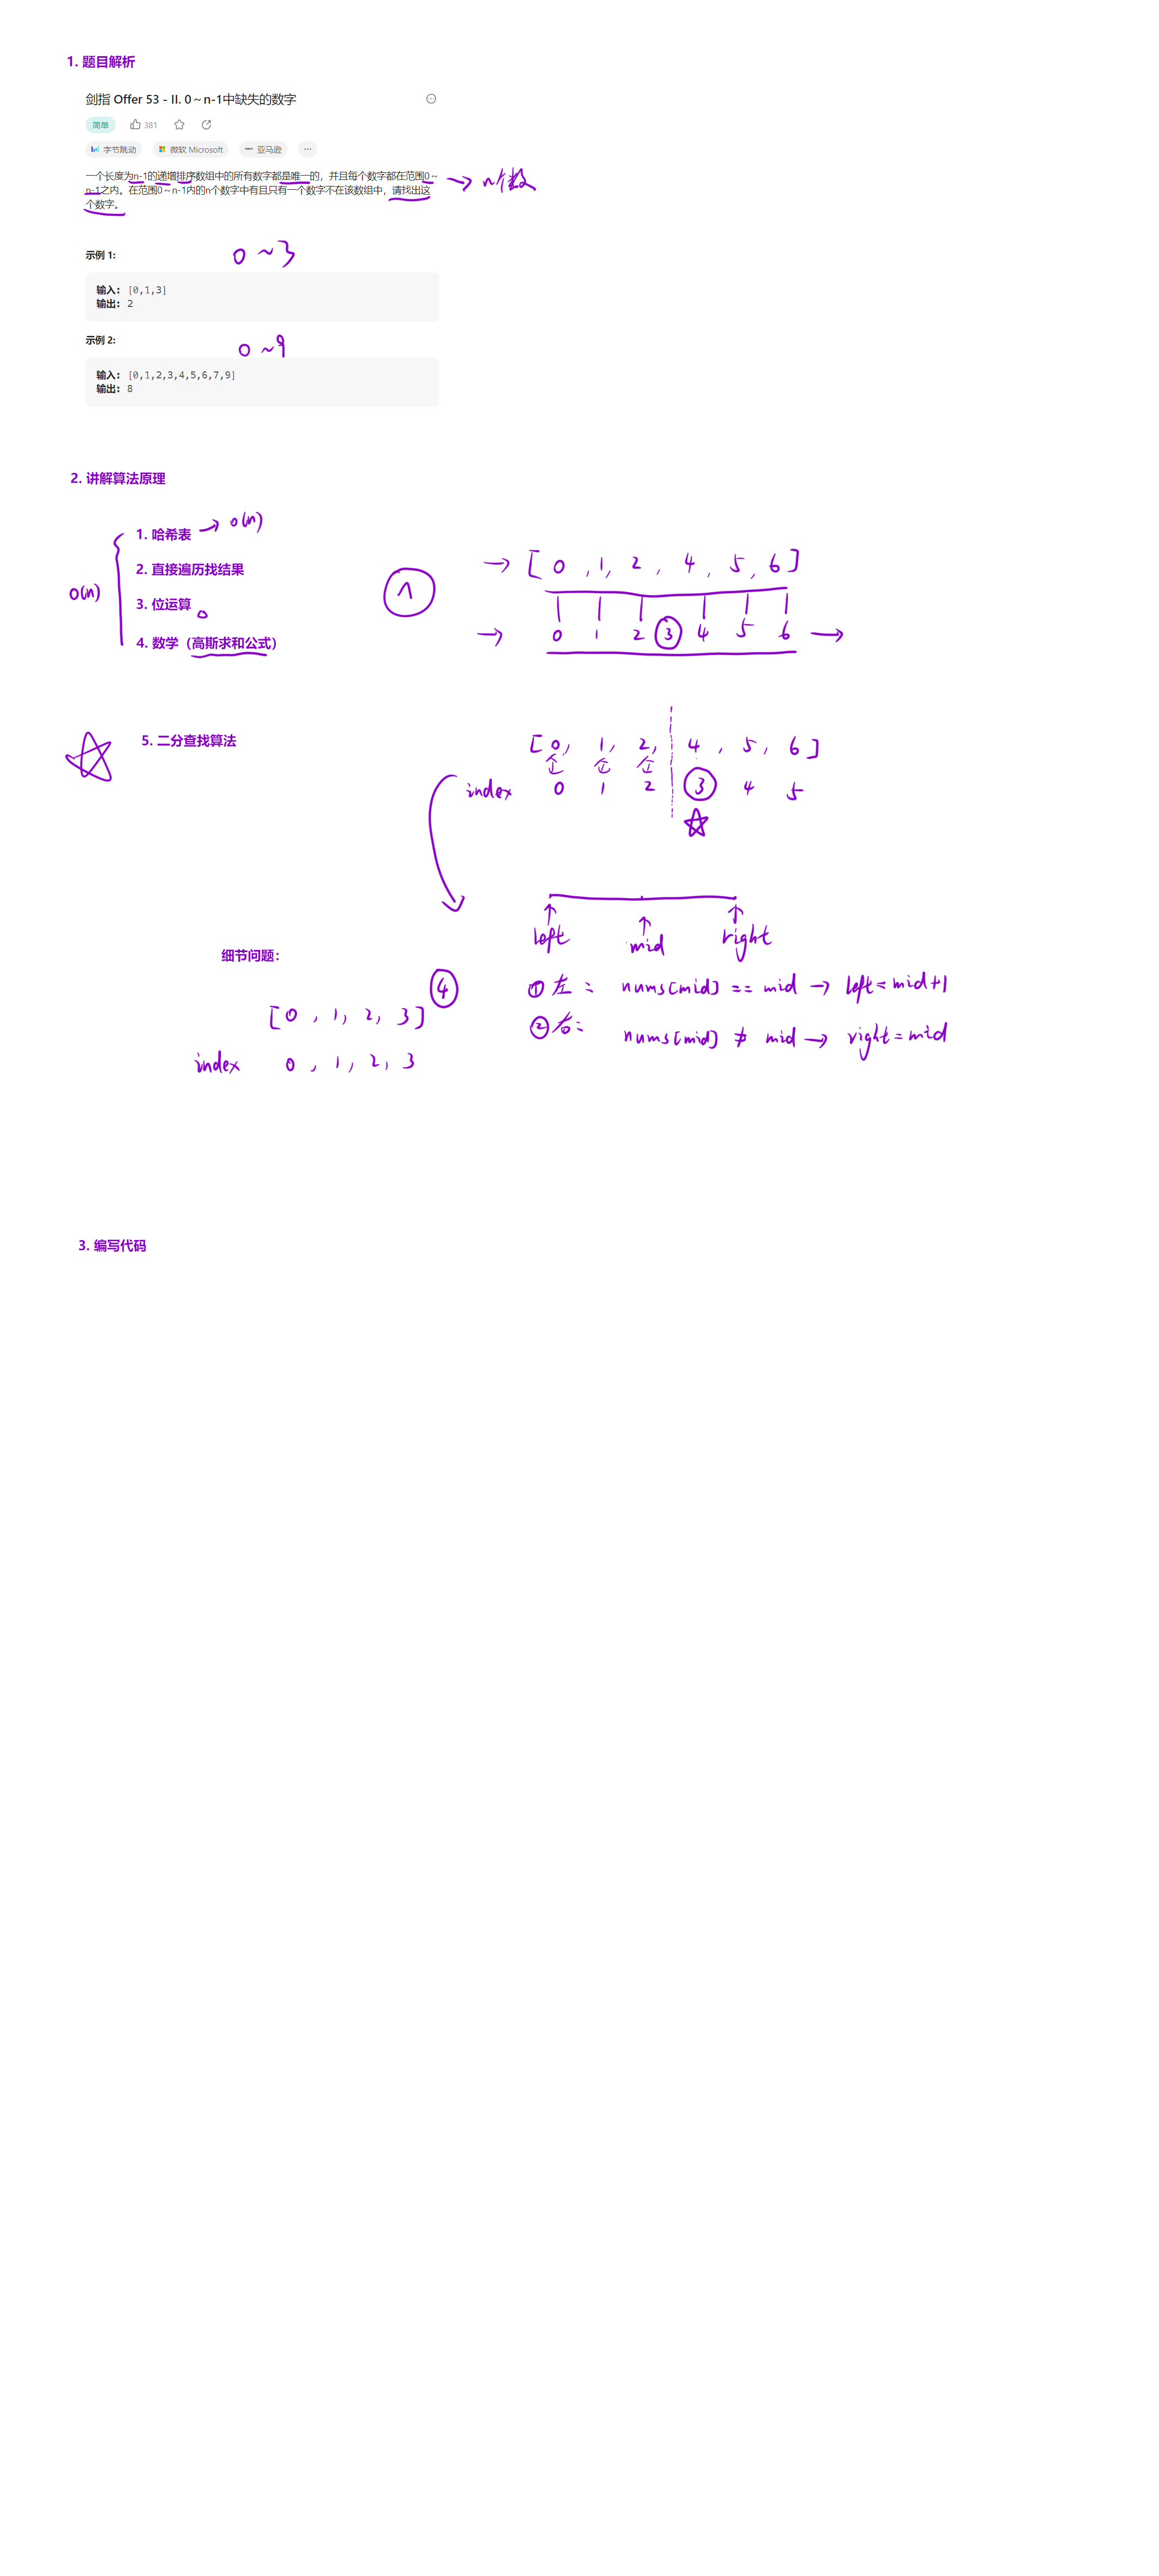 1. 题目解析
剑指 Offer 53 - II. 0～n-1中缺失的数字
简单 381
字节跳动 微软 Microsoft 亚马逊 ...
一个长度为n-1的递增排序数组中的所有数字都是唯一的，并且每个数字都在范围0～
n-1之内。在范围0～n-1内的n个数字中有且只有一个数字不在该数组中，请找出这
个数字。
→ n个数
示例 1:
0 ~ 3
输入: [0,1,3]
输出: 2
示例 2:
0 ~ 9
输入: [0,1,2,3,4,5,6,7,9]
输出: 8
2. 讲解算法原理
O(n)
1. 哈希表 → O(n)
2. 直接遍历找结果
3. 位运算
4. 数学（高斯求和公式）
^
→ [0, 1, 2, 4, 5, 6]
→ 0 1 2 3 4 5 6 →
5. 二分查找算法
[0, 1, 2, 4, 5, 6]
index 0 1 2 3 4 5
left mid right
细节问题：
① 左： nums[mid] == mid → left = mid+1
② 右： nums[mid] ≠ mid → right = mid
[0, 1, 2, 3] 4
index 0, 1, 2, 3
3. 编写代码